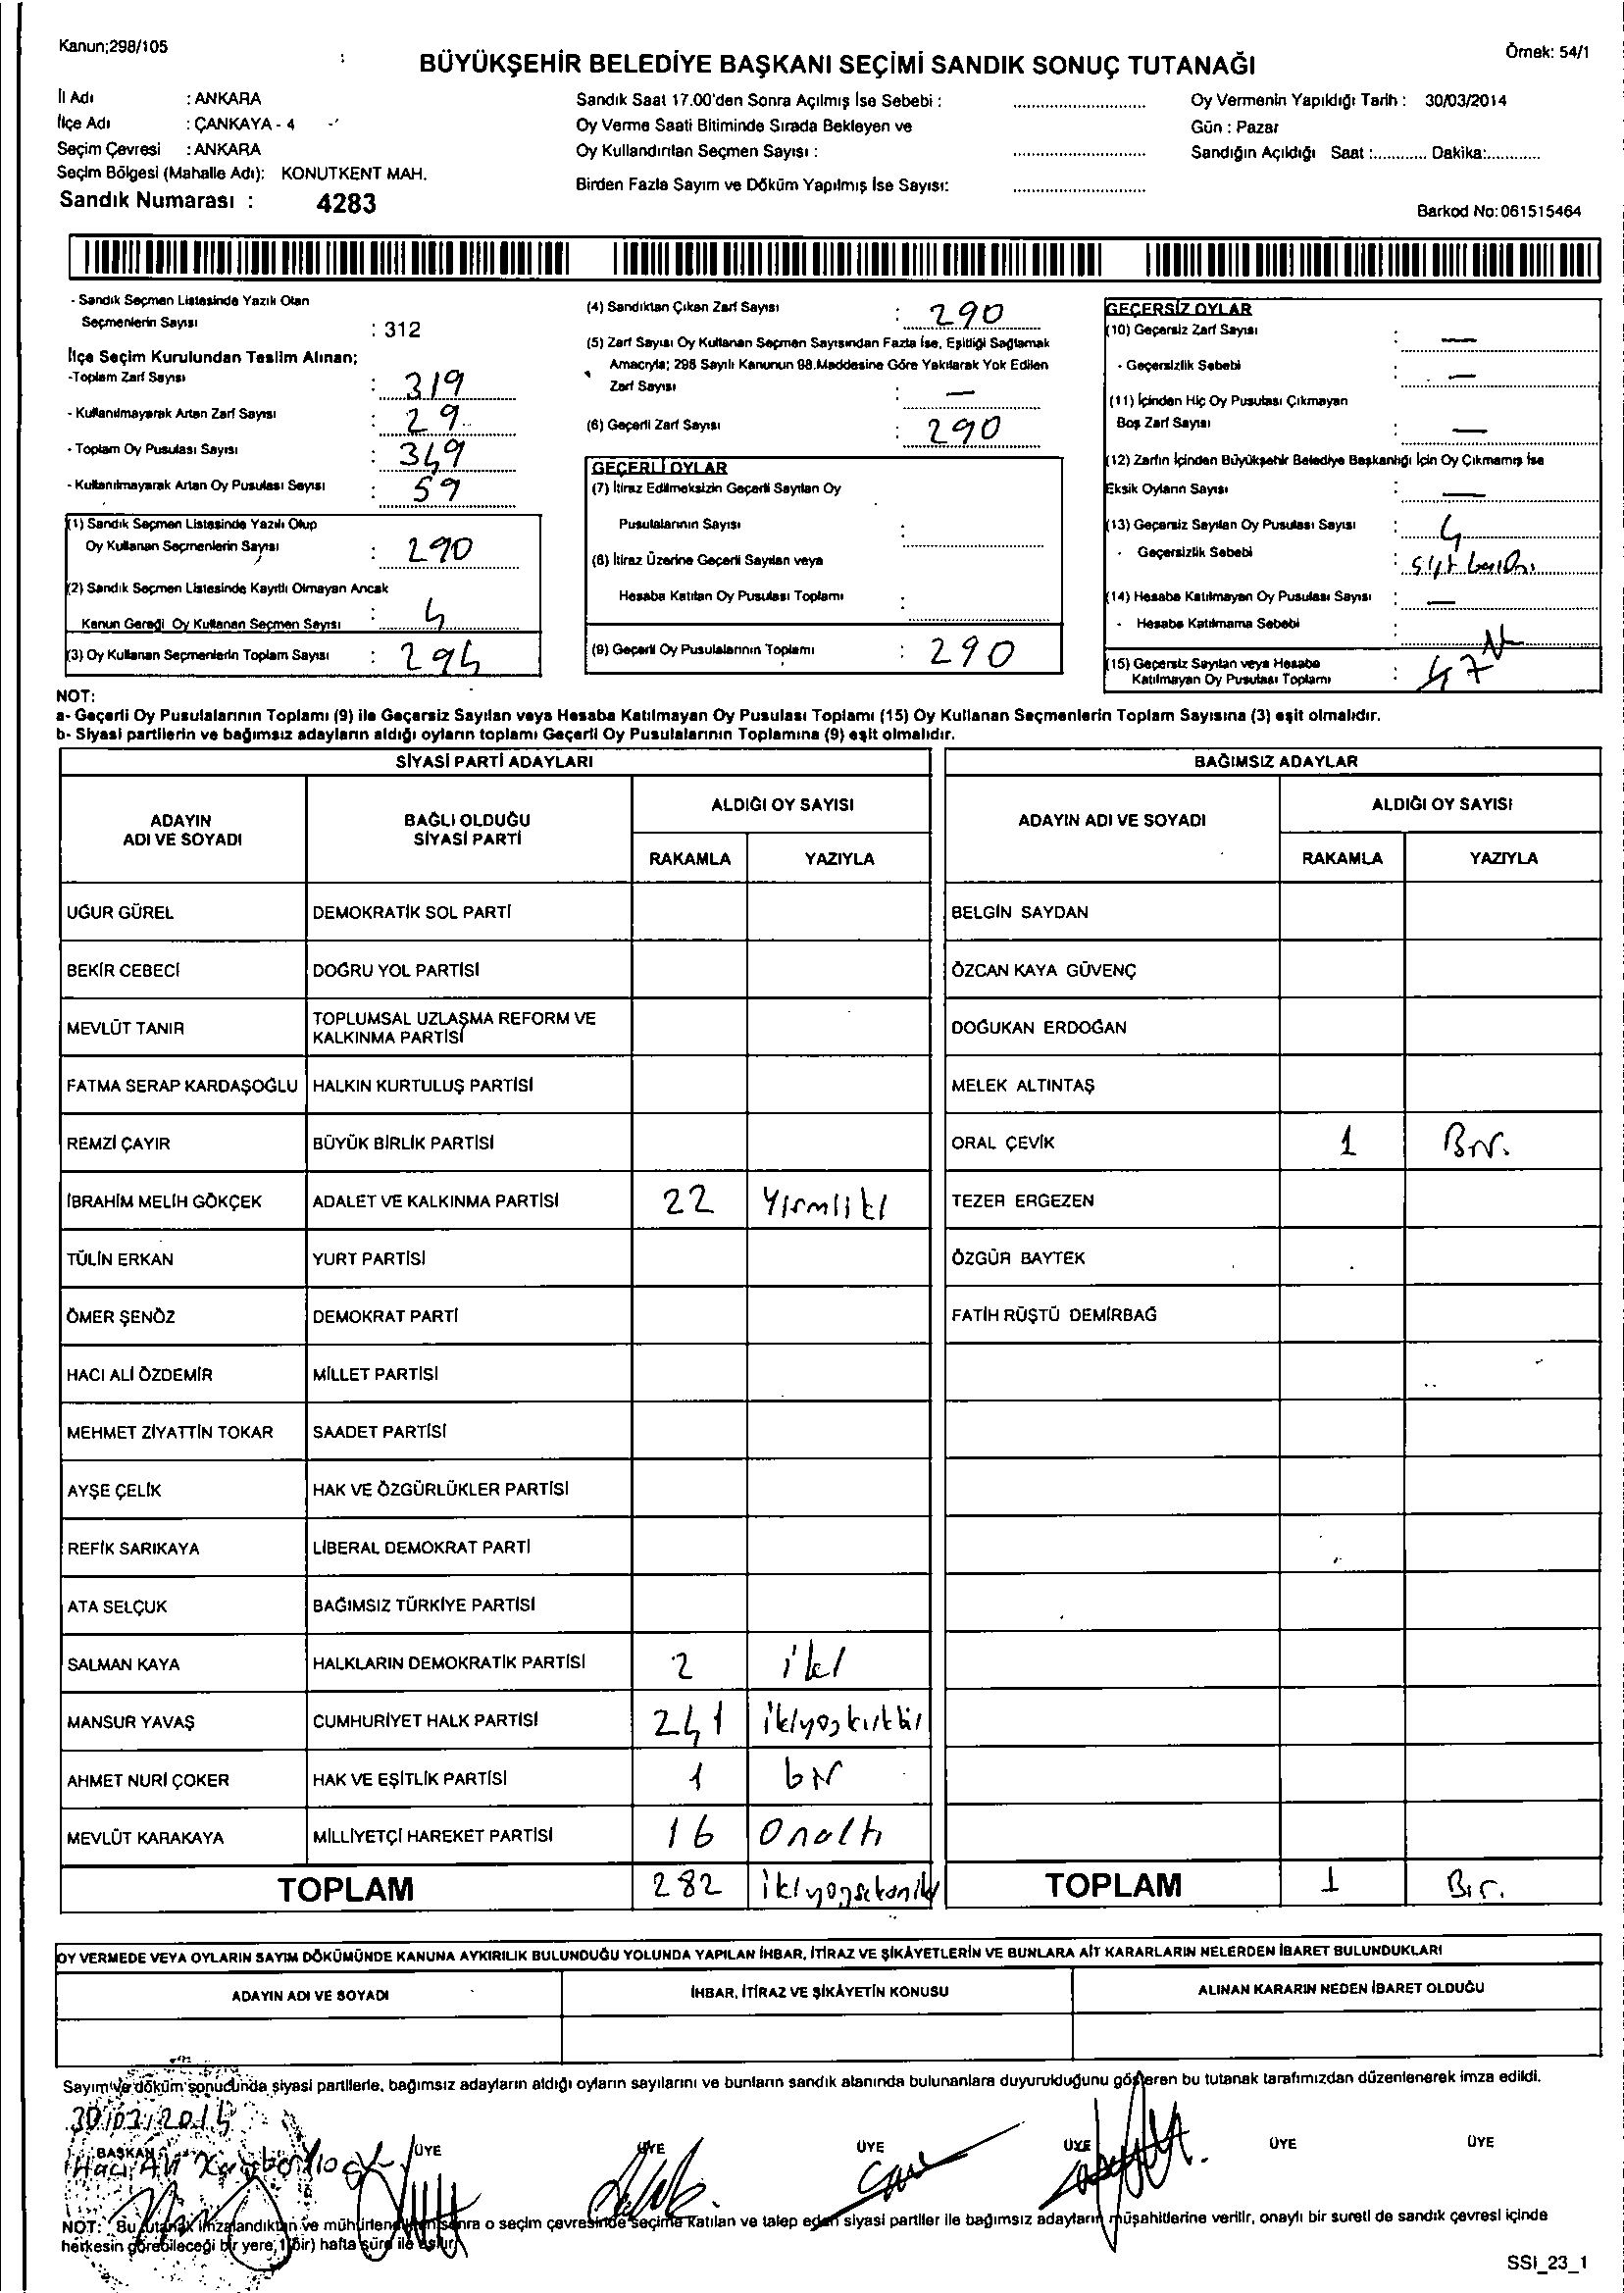 Kanun;298/105
Örnek: 54/1
BÜYÜKŞEHİR BELEDİYE BAŞKANI SEÇİMİ SANDIK SONUÇ TUTANAĞI
İl Adı : ANKARA
İlçe Adı : ÇANKAYA - 4
Seçim Çevresi : ANKARA
Seçim Bölgesi (Mahalle Adı): KONUTKENT MAH.
Sandık Numarası : 4283
Sandık Saat 17.00'den Sonra Açılmış İse Sebebi : ............................
Oy Verme Saati Bitiminde Sırada Bekleyen ve
Oy Kullandırılan Seçmen Sayısı : ............................
Birden Fazla Sayım ve Döküm Yapılmış İse Sayısı: ............................
Oy Vermenin Yapıldığı Tarih : 30/03/2014
Gün : Pazar
Sandığın Açıldığı Saat :............ Dakika:............
Barkod No:061515464
- Sandık Seçmen Listesinde Yazılı Olan
Seçmenlerin Sayısı : 312
İlçe Seçim Kurulundan Teslim Alınan;
-Toplam Zarf Sayısı : 319
- Kullanılmayarak Artan Zarf Sayısı : 29
- Toplam Oy Pusulası Sayısı : 349
- Kullanılmayarak Artan Oy Pusulası Sayısı : 59
(1) Sandık Seçmen Listesinde Yazılı Olup
Oy Kullanan Seçmenlerin Sayısı : 290
(2) Sandık Seçmen Listesinde Kayıtlı Olmayan Ancak
Kanun Gereği Oy Kullanan Seçmen Sayısı : 4
(3) Oy Kullanan Seçmenlerin Toplam Sayısı : 294
(4) Sandıktan Çıkan Zarf Sayısı : 290
(5) Zarf Sayısı Oy Kullanan Seçmen Sayısından Fazla İse, Eşitliği Sağlamak
Amacıyla; 298 Sayılı Kanunun 98.Maddesine Göre Yakılarak Yok Edilen
Zarf Sayısı : —
(6) Geçerli Zarf Sayısı : 290
GEÇERLİ OYLAR
(7) İtiraz Edilmeksizin Geçerli Sayılan Oy
Pusulalarının Sayısı :
(8) İtiraz Üzerine Geçerli Sayılan veya
Hesaba Katılan Oy Pusulası Toplamı :
(9) Geçerli Oy Pusulalarının Toplamı : 290
GEÇERSİZ OYLAR
(10) Geçersiz Zarf Sayısı : —
- Geçersizlik Sebebi : —
(11) İçinden Hiç Oy Pusulası Çıkmayan
Boş Zarf Sayısı : —
(12) Zarfın İçinden Büyükşehir Belediye Başkanlığı İçin Oy Çıkmamış İse
Eksik Oyların Sayısı : —
(13) Geçersiz Sayılan Oy Pusulası Sayısı : 4
- Geçersizlik Sebebi :
(14) Hesaba Katılmayan Oy Pusulası Sayısı : —
- Hesaba Katılmama Sebebi :
(15) Geçersiz Sayılan veya Hesaba
Katılmayan Oy Pusulası Toplamı : 4 7
NOT:
a- Geçerli Oy Pusulalarının Toplamı (9) ile Geçersiz Sayılan veya Hesaba Katılmayan Oy Pusulası Toplamı (15) Oy Kullanan Seçmenlerin Toplam Sayısına (3) eşit olmalıdır.
b- Siyasi partilerin ve bağımsız adayların aldığı oyların toplamı Geçerli Oy Pusulalarının Toplamına (9) eşit olmalıdır.
SİYASİ PARTİ ADAYLARI
ADAYIN ADI VE SOYADI BAĞLI OLDUĞU SİYASİ PARTİ ALDIĞI OY SAYISI
RAKAMLA YAZIYLA
UĞUR GÜREL DEMOKRATİK SOL PARTİ
BEKİR CEBECİ DOĞRU YOL PARTİSİ
MEVLÜT TANIR TOPLUMSAL UZLAŞMA REFORM VE KALKINMA PARTİSİ
FATMA SERAP KARDAŞOĞLU HALKIN KURTULUŞ PARTİSİ
REMZİ ÇAYIR BÜYÜK BİRLİK PARTİSİ
İBRAHİM MELİH GÖKÇEK ADALET VE KALKINMA PARTİSİ 22 Yirmiiki
TÜLİN ERKAN YURT PARTİSİ
ÖMER ŞENÖZ DEMOKRAT PARTİ
HACI ALİ ÖZDEMİR MİLLET PARTİSİ
MEHMET ZİYATTİN TOKAR SAADET PARTİSİ
AYŞE ÇELİK HAK VE ÖZGÜRLÜKLER PARTİSİ
REFİK SARIKAYA LİBERAL DEMOKRAT PARTİ
ATA SELÇUK BAĞIMSIZ TÜRKİYE PARTİSİ
SALMAN KAYA HALKLARIN DEMOKRATİK PARTİSİ 2 iki
MANSUR YAVAŞ CUMHURİYET HALK PARTİSİ 241 ikiyüzkırkbir
AHMET NURİ ÇOKER HAK VE EŞİTLİK PARTİSİ 1 bir
MEVLÜT KARAKAYA MİLLİYETÇİ HAREKET PARTİSİ 16 Onaltı
TOPLAM 282 ikiyüzsekseniki
BAĞIMSIZ ADAYLAR
ADAYIN ADI VE SOYADI ALDIĞI OY SAYISI
RAKAMLA YAZIYLA
BELGİN SAYDAN
ÖZCAN KAYA GÜVENÇ
DOĞUKAN ERDOĞAN
MELEK ALTINTAŞ
ORAL ÇEVİK 1 Bir.
TEZER ERGEZEN
ÖZGÜR BAYTEK
FATİH RÜŞTÜ DEMİRBAĞ
TOPLAM 1 Bir.
OY VERMEDE VEYA OYLARIN SAYIM DÖKÜMÜNDE KANUNA AYKIRILIK BULUNDUĞU YOLUNDA YAPILAN İHBAR, İTİRAZ VE ŞİKÂYETLERİN VE BUNLARA AİT KARARLARIN NELERDEN İBARET BULUNDUKLARI
ADAYIN ADI VE SOYADI İHBAR, İTİRAZ VE ŞİKÂYETİN KONUSU ALINAN KARARIN NEDEN İBARET OLDUĞU
Sayım ve döküm sonucunda siyasi partilerle, bağımsız adayların aldığı oyların sayılarını ve bunların sandık alanında bulunanlara duyurulduğunu gösteren bu tutanak tarafımızdan düzenlenerek imza edildi.
30/03/2014
BAŞKAN ÜYE ÜYE ÜYE ÜYE ÜYE ÜYE
Hacı Ali
NOT: Bu tutanak imzalandıktan ve mühürlendikten sonra o seçim çevresinde seçime katılan ve talep eden siyasi partiler ile bağımsız adayların müşahitlerine verilir, onaylı bir sureti de sandık çevresi içinde
herkesin görebileceği bir yere, 1(bir) hafta süre ile asılır.
SSI_23_1